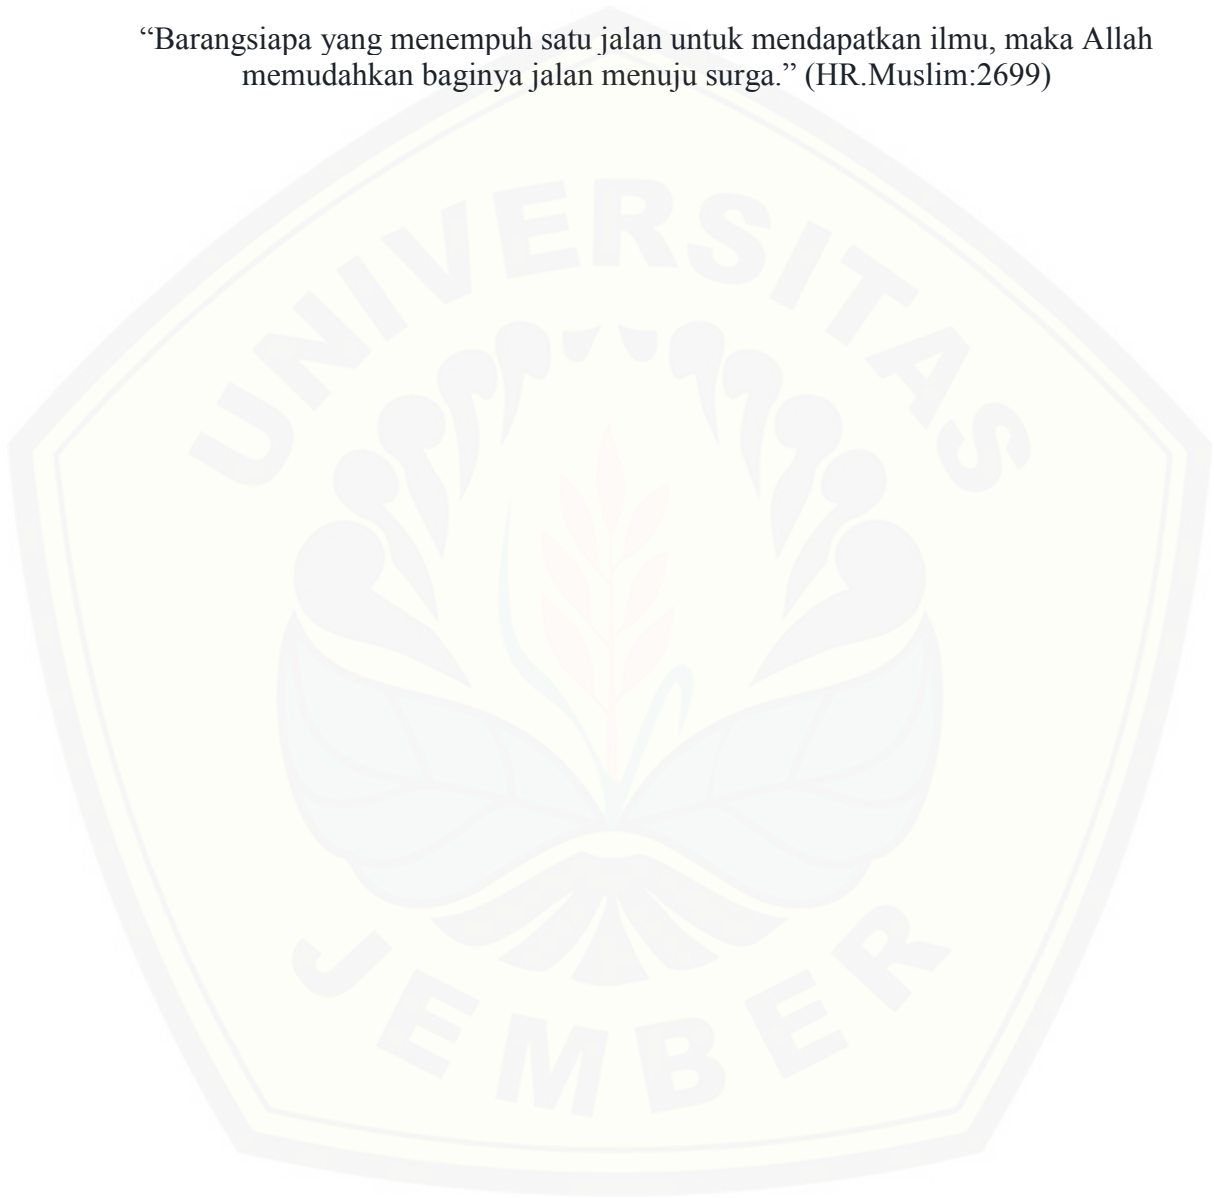 “Barangsiapa yang menempuh satu jalan untuk mendapatkan ilmu, maka Allah
memudahkan baginya jalan menuju surga.” (HR.Muslim:2699)
UNIVERSITAS
JEMBER